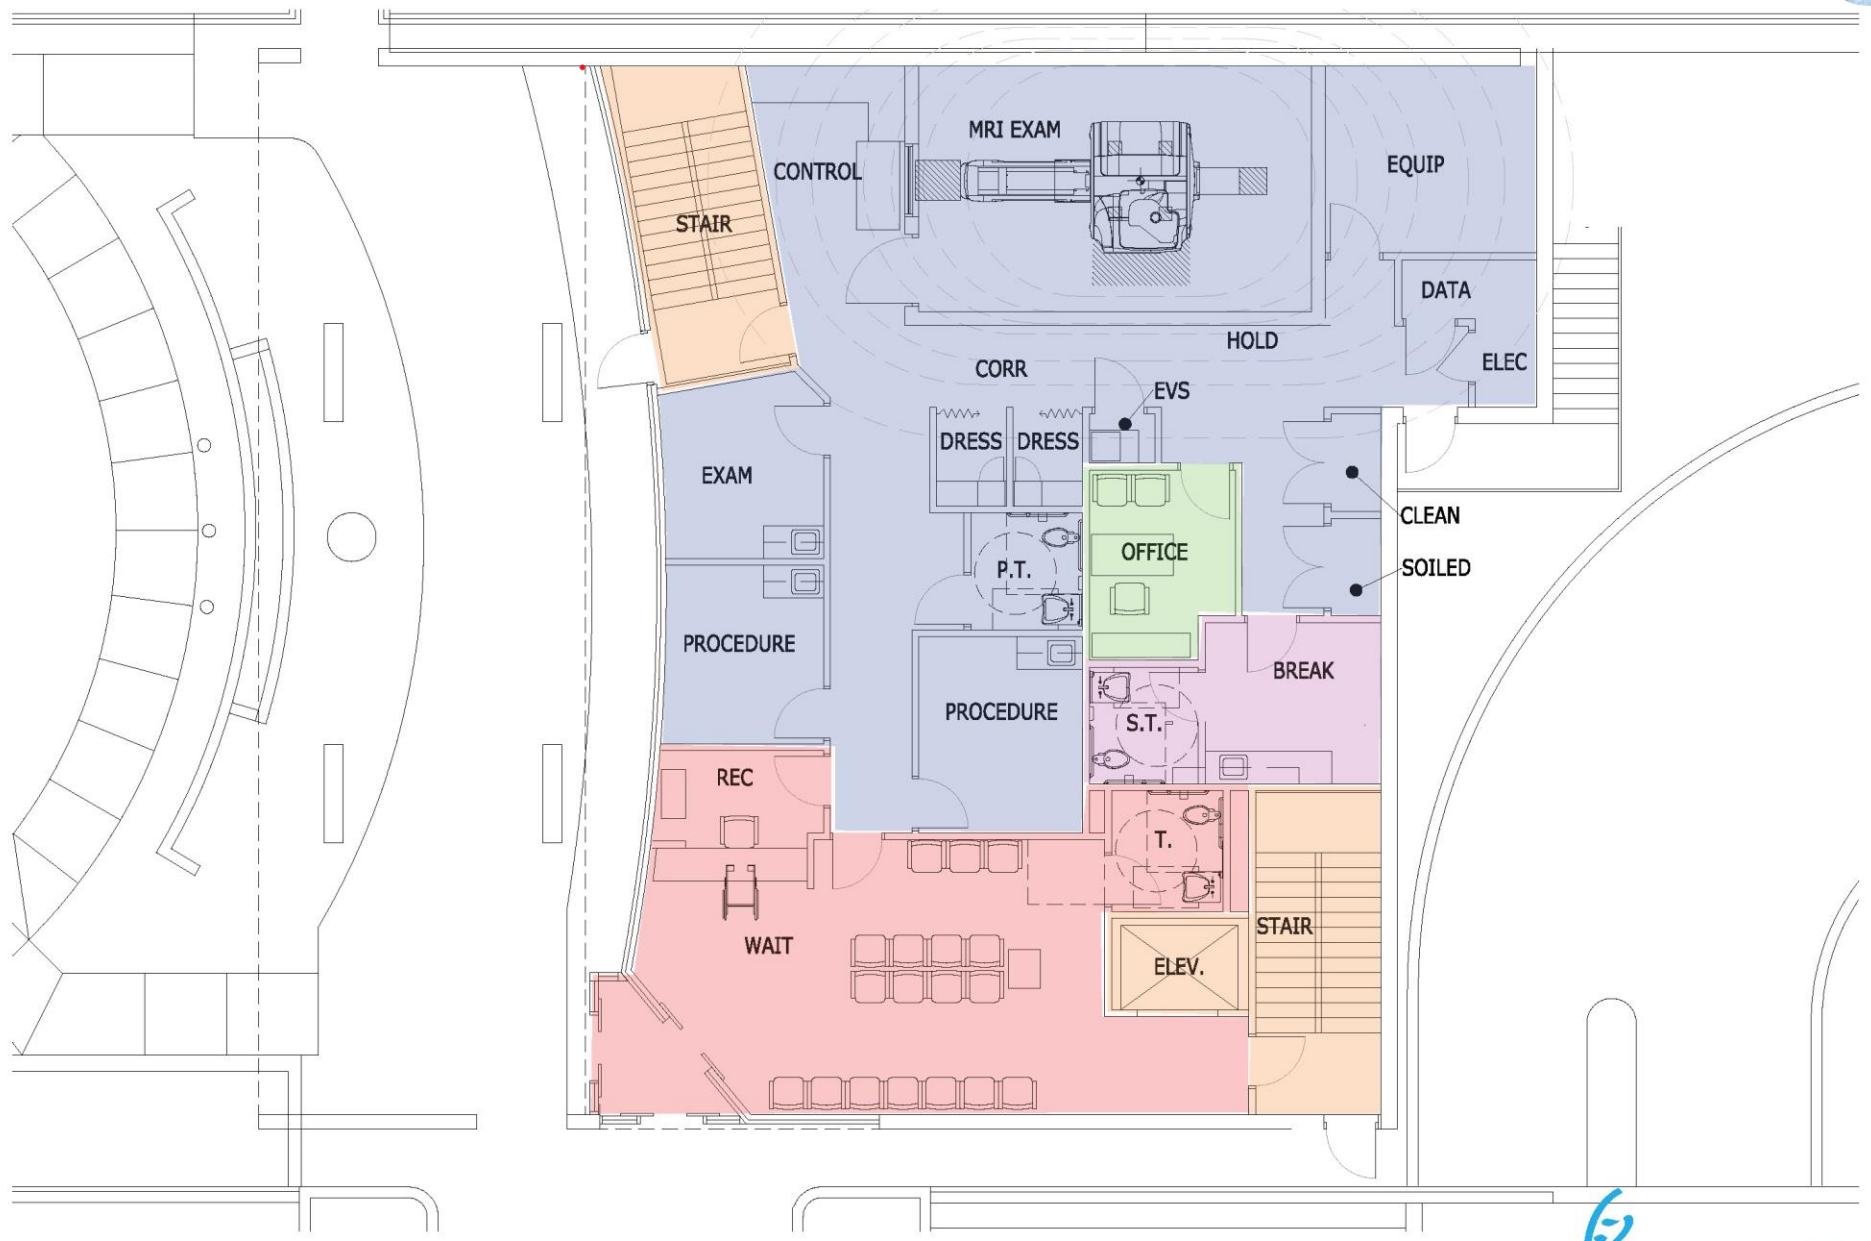 MRI EXAM
EQUIP
CONTROL
STAIR
DATA
HOLD
ELEC
CORR
EVS
DRESS
DRESS
EXAM
CLEAN
OFFICE
SOILED
P.T.
PROCEDURE
BREAK
PROCEDURE
S.T.
REC
T.
STAIR
WAIT
ELEV.